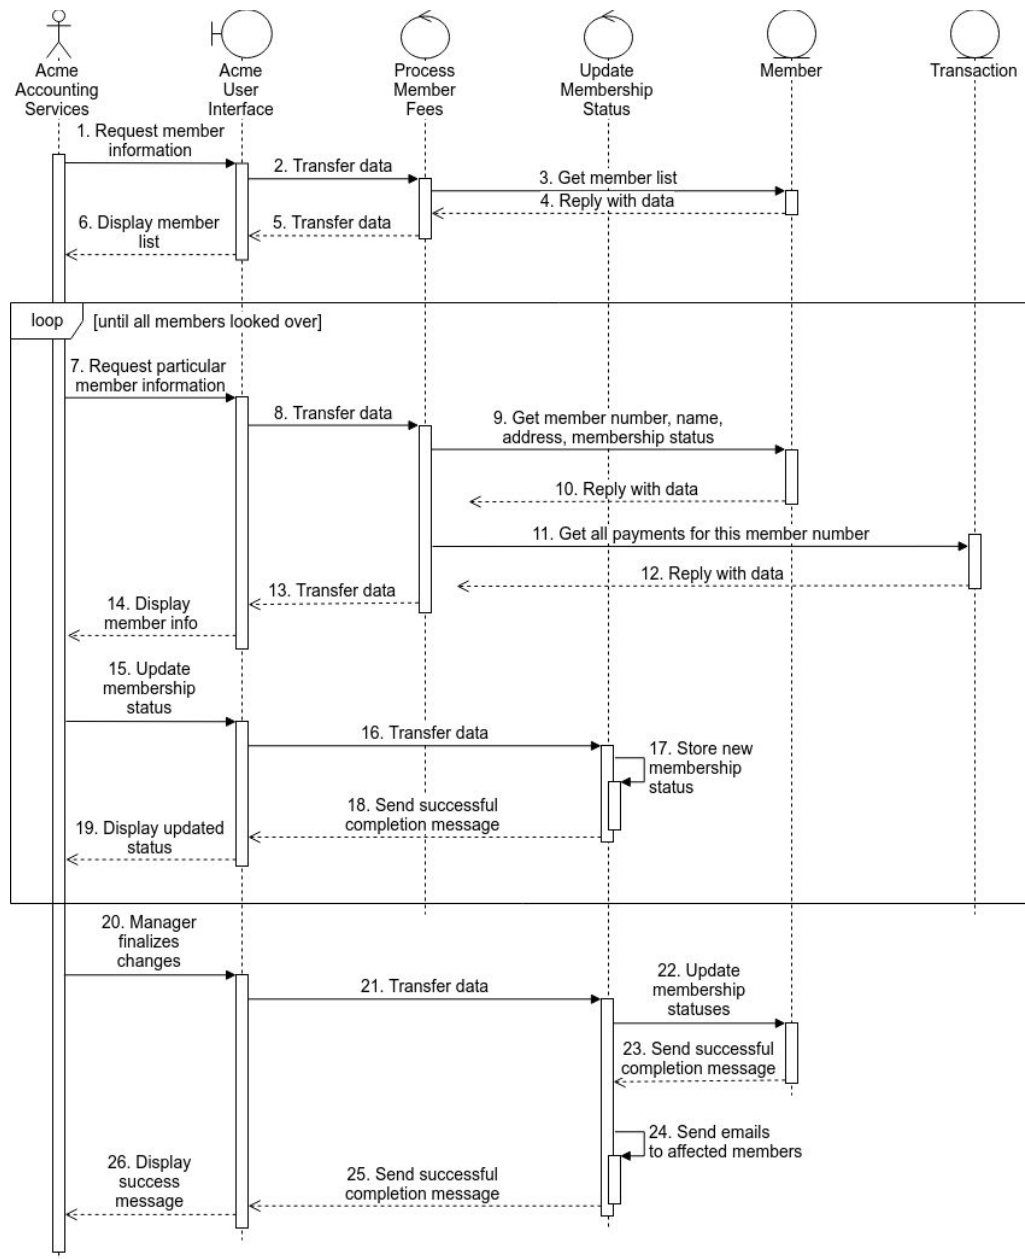 Acme
Accounting
Services
Acme
User
Interface
Process
Member
Fees
Update
Membership
Status
Member
Transaction
1. Request member
information
2. Transfer data
3. Get member list
4. Reply with data
5. Transfer data
6. Display member
list
loop
[until all members looked over]
7. Request particular
member information
8. Transfer data
9. Get member number, name,
address, membership status
10. Reply with data
11. Get all payments for this member number
12. Reply with data
13. Transfer data
14. Display
member info
15. Update
membership
status
16. Transfer data
17. Store new
membership
status
18. Send successful
completion message
19. Display updated
status
20. Manager
finalizes
changes
21. Transfer data
22. Update
membership
statuses
23. Send successful
completion message
24. Send emails
to affected members
25. Send successful
completion message
26. Display
success
message